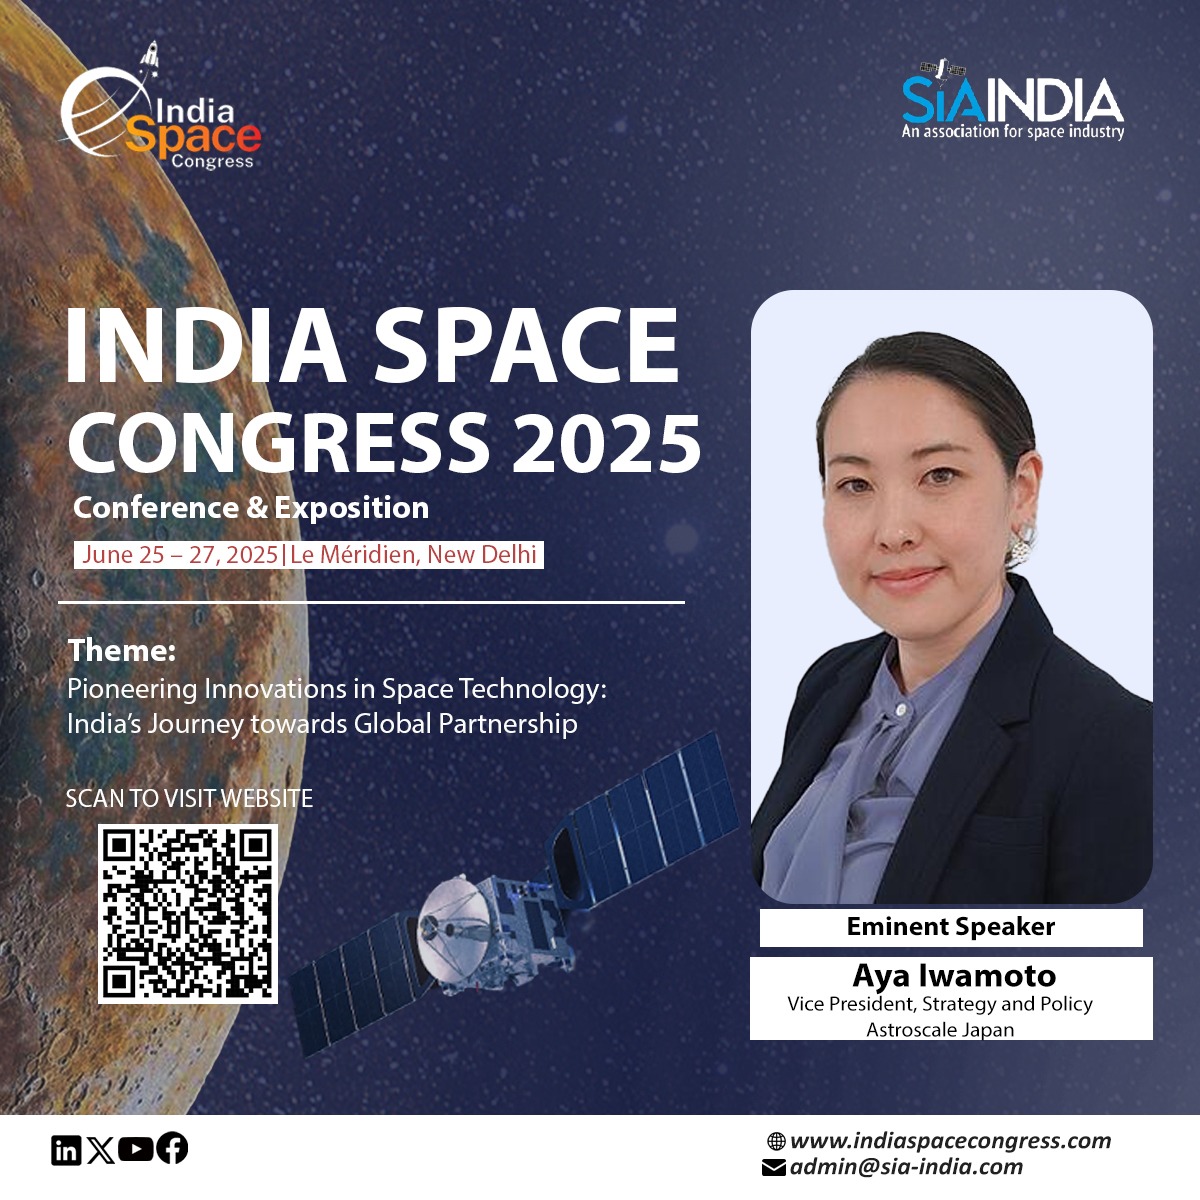 India
Space
Congress
SiAINDIA
An association for space industry
INDIA SPACE
CONGRESS 2025
Conference & Exposition
June 25 – 27, 2025| Le Méridien, New Delhi
Theme:
Pioneering Innovations in Space Technology:
India's Journey towards Global Partnership
SCAN TO VISIT WEBSITE
Eminent Speaker
Aya Iwamoto
Vice President, Strategy and Policy
Astroscale Japan
www.indiaspacecongress.com
admin@sia-india.com